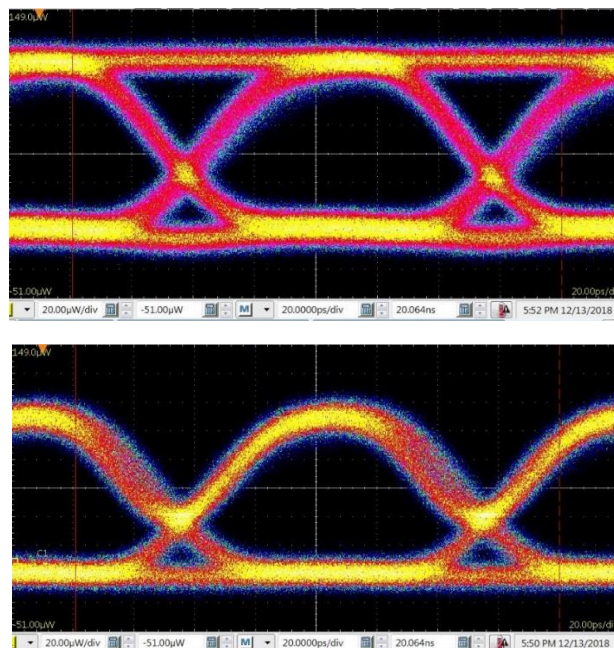 149.0µW
-51.00µW
20.00ps/di
20.00µW/div -51.00µW M 20.0000ps/div 20.064ns 5:52 PM 12/13/2018
149.0µW
C1
-51.00µW
20.00ps/di
20.00µW/div -51.00µW M 20.0000ps/div 20.064ns 5:50 PM 12/13/2018